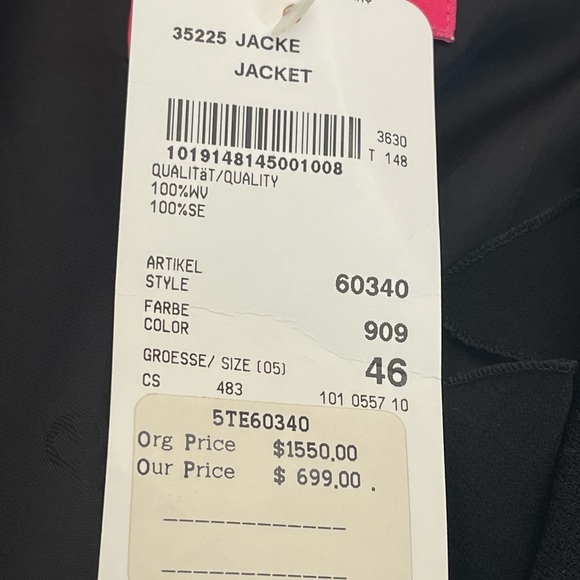 35225 JACKE
JACKET
3630
T 148
1019148145001008
QUALITäT/QUALITY
100%WV
100%SE
ARTIKEL
STYLE 60340
FARBE
COLOR 909
GROESSE/ SIZE (05) 46
CS 483 101 0557 10
5TE60340
Org Price $1550.00
Our Price $ 699.00 .